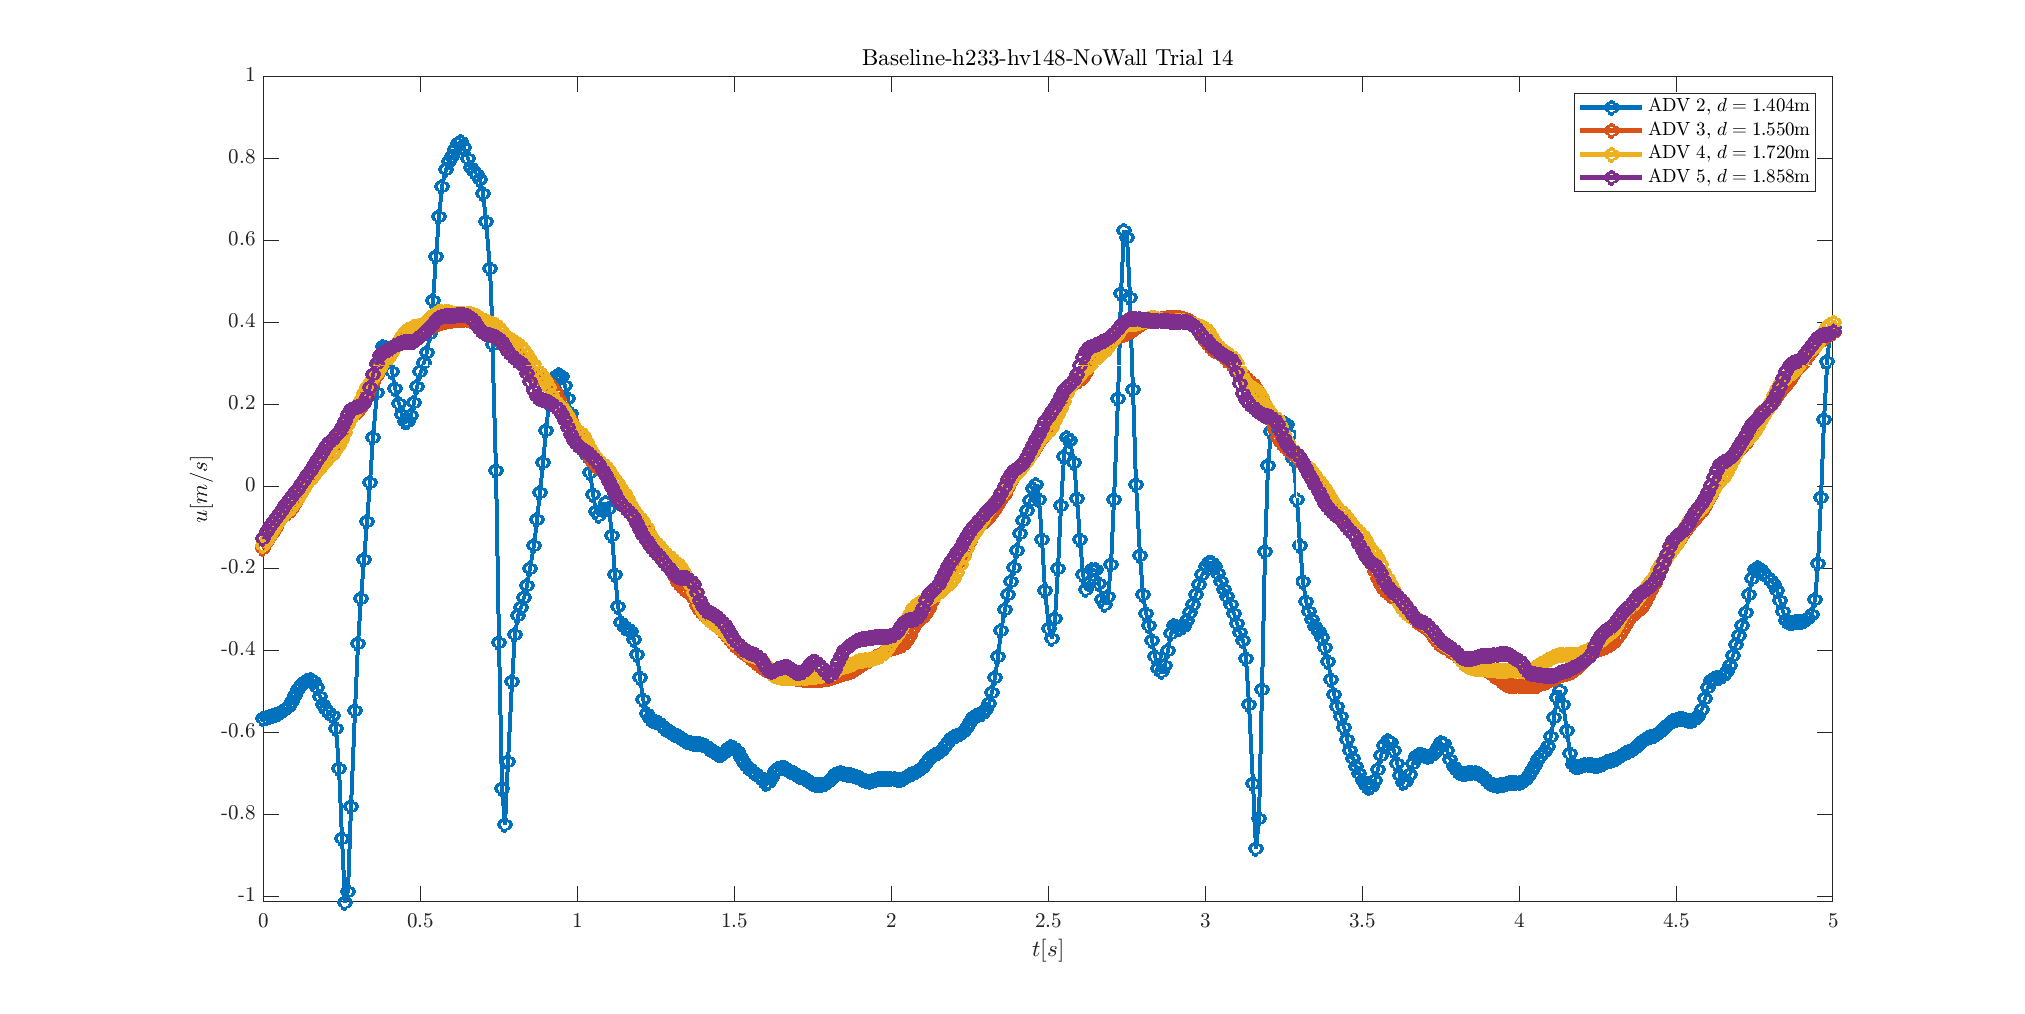 Baseline-h233-hv148-NoWall Trial 14
1
0.8
0.6
0.4
0.2
0
-0.2
-0.4
-0.6
-0.8
-1
u[m/s]
ADV 2, d = 1.404m
ADV 3, d = 1.550m
ADV 4, d = 1.720m
ADV 5, d = 1.858m
0 0.5 1 1.5 2 2.5 3 3.5 4 4.5 5
t[s]